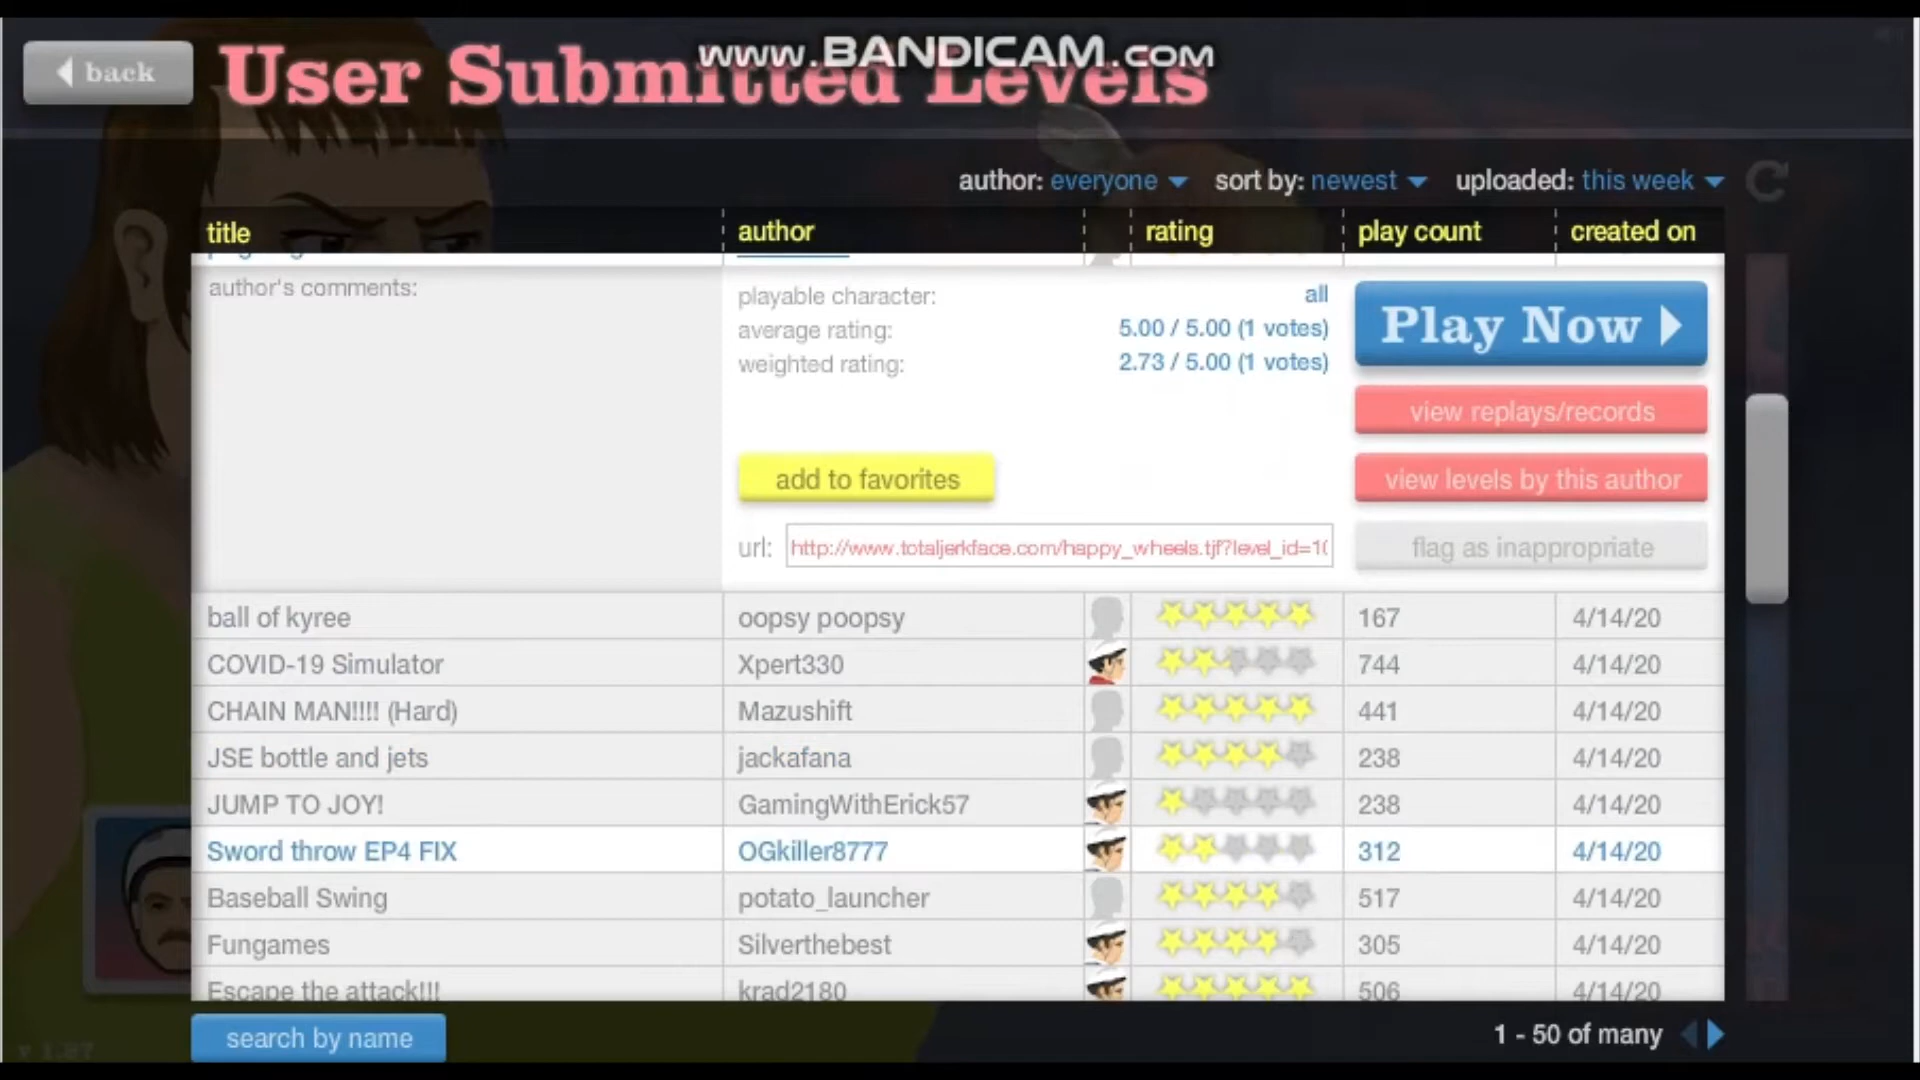 back
User Submitted Levels
www.BANDICAM.com
author: everyone sort by: newest uploaded: this week
title author rating play count created on
author's comments:
playable character: all
average rating: 5.00 / 5.00 (1 votes)
weighted rating: 2.73 / 5.00 (1 votes)
Play Now
view replays/records
add to favorites
view levels by this author
url: http://www.totaljerkface.com/happy_wheels.tjf?level_id=1(
flag as inappropriate
ball of kyree oopsy poopsy 167 4/14/20
COVID-19 Simulator Xpert330 744 4/14/20
CHAIN MAN!!!! (Hard) Mazushift 441 4/14/20
JSE bottle and jets jackafana 238 4/14/20
JUMP TO JOY! GamingWithErick57 238 4/14/20
Sword throw EP4 FIX OGkiller8777 312 4/14/20
Baseball Swing potato_launcher 517 4/14/20
Fungames Silverthebest 305 4/14/20
Escape the attack!!! krad2180 506 4/14/20
search by name
1 - 50 of many
v 1.87